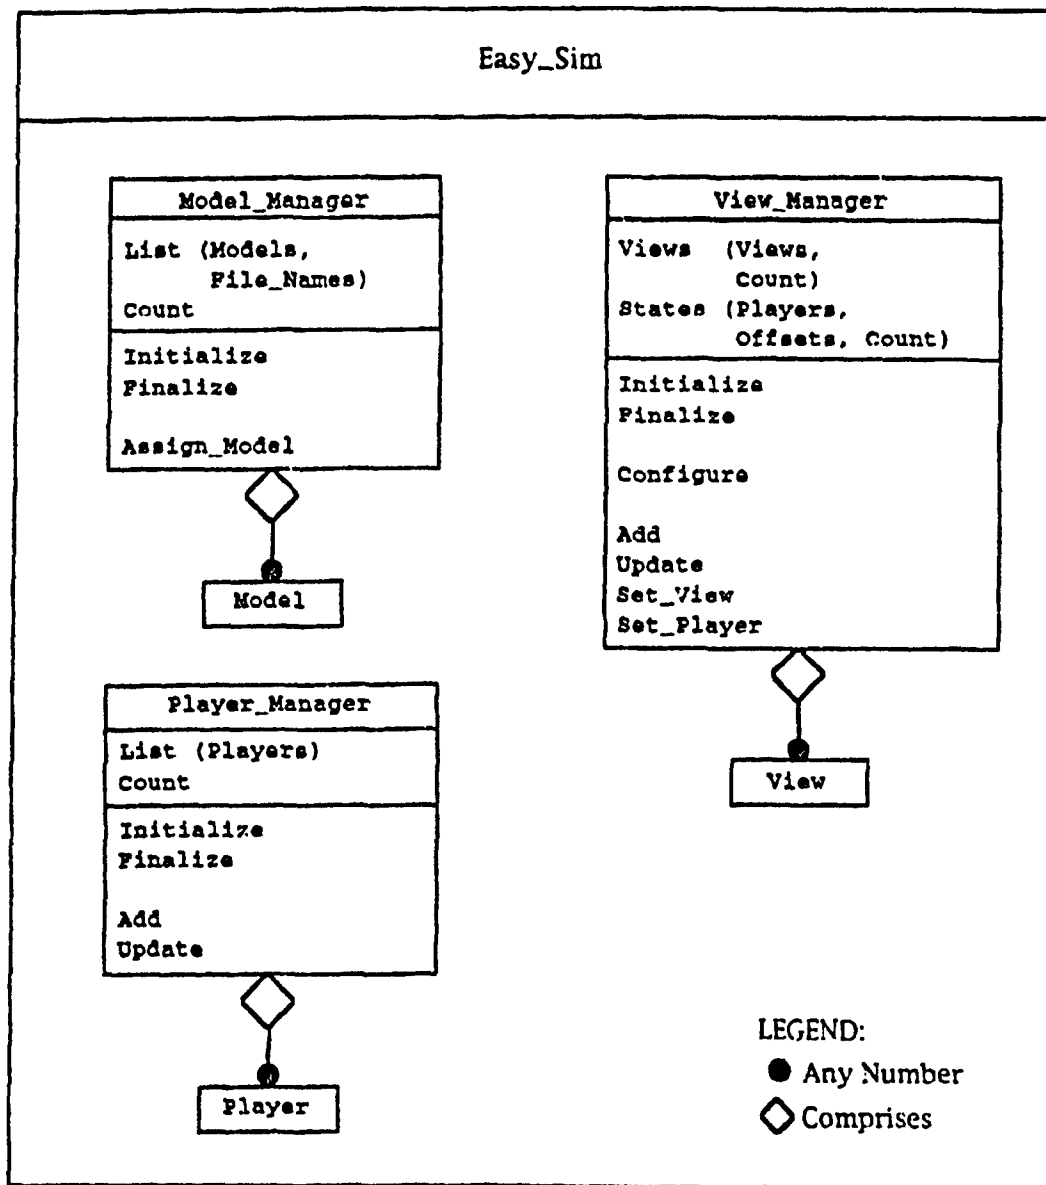 Easy_Sim
Model_Manager
List (Models,
File_Names)
Count
Initialize
Finalize
Assign_Model
Model
Player_Manager
List (Players)
Count
Initialize
Finalize
Add
Update
Player
View_Manager
Views (Views,
Count)
States (Players,
Offsets, Count)
Initialize
Finalize
Configure
Add
Update
Set_View
Set_Player
View
LEGEND:
Any Number
Comprises